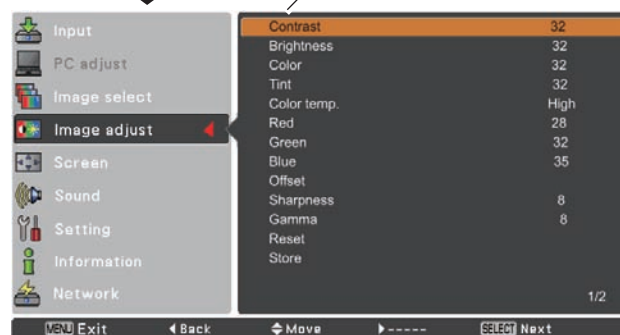 Input
PC adjust
Image select
Image adjust
Screen
Sound
Setting
Information
Network
Contrast 32
Brightness 32
Color 32
Tint 32
Color temp. High
Red 28
Green 32
Blue 35
Offset
Sharpness 8
Gamma 8
Reset
Store
1/2
MENU Exit ◀Back ◆Move ▶----- SELECT Next